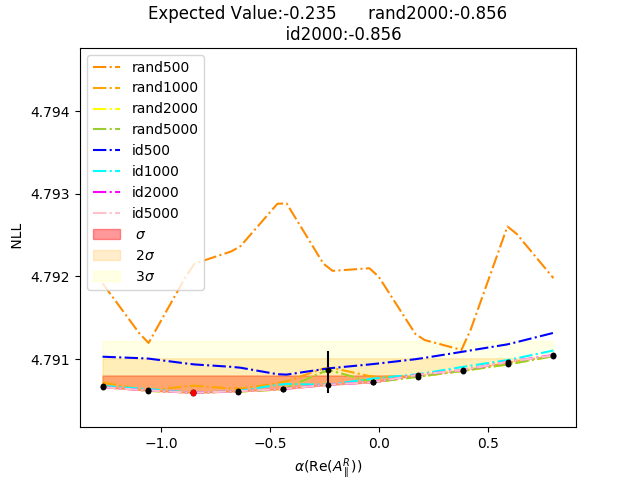 Expected Value:-0.235 rand2000:-0.856
id2000:-0.856
NLL
4.794
4.793
4.792
4.791
rand500
rand1000
rand2000
rand5000
id500
id1000
id2000
id5000
σ
2σ
3σ
−1.0 −0.5 0.0 0.5
α(Re(A∥^R))